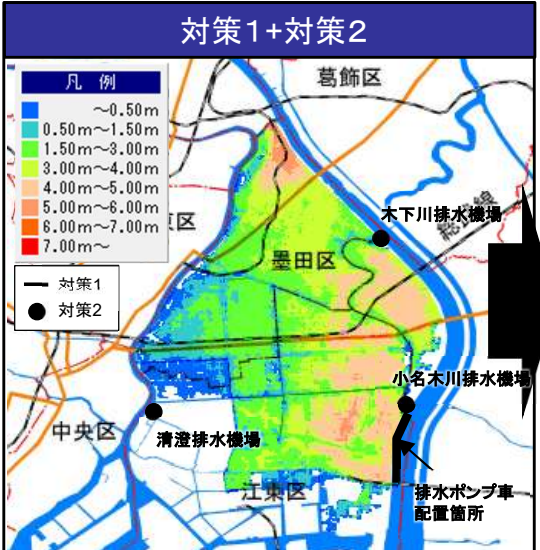 対策1+対策2
葛飾区
凡 例
~0.50m
0.50m~1.50m
1.50m~3.00m
3.00m~4.00m
4.00m~5.00m
5.00m~6.00m
6.00m~7.00m
7.00m~
区
対策1
対策2
木下川排水機場
総武線
墨田区
小名木川排水機場
中央区
清澄排水機場
江東区
排水ポンプ車
配置箇所